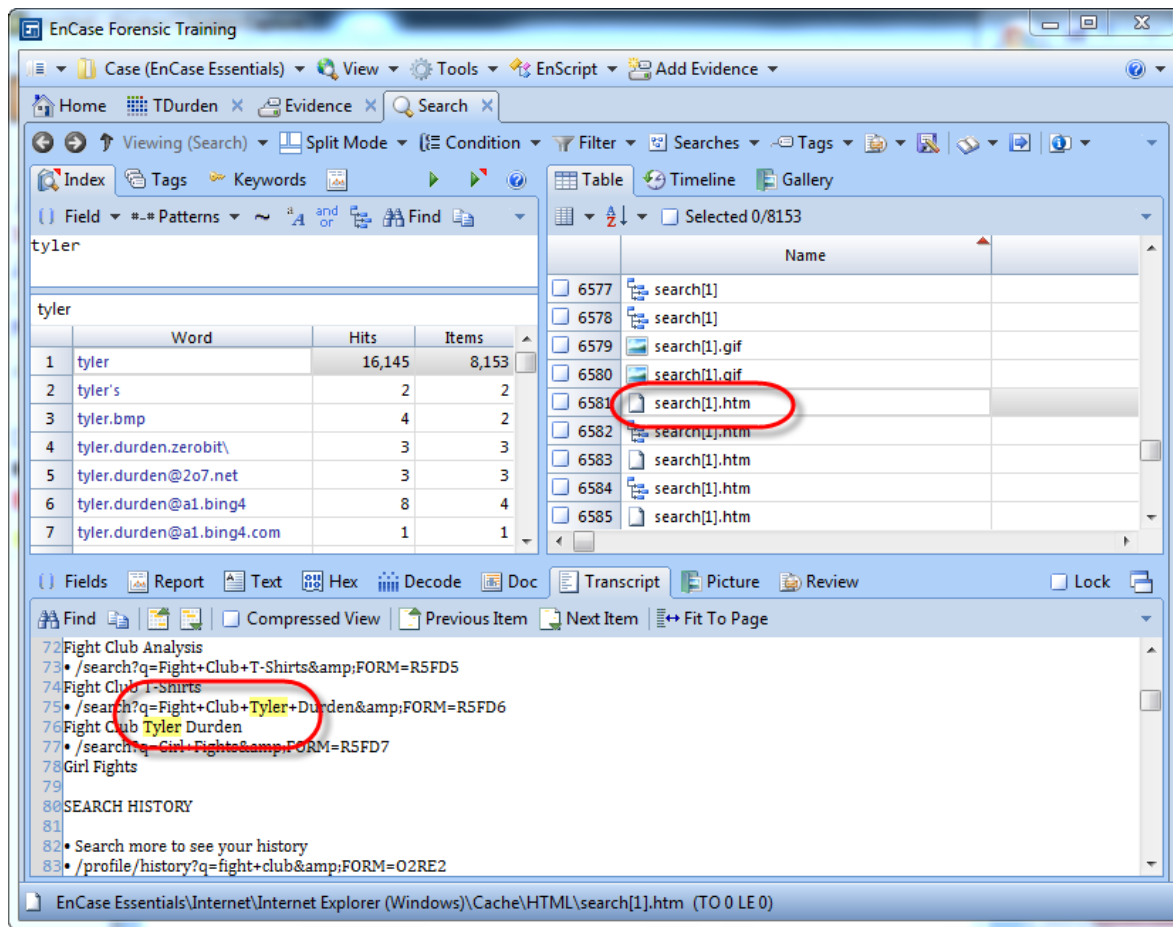 EnCase Forensic Training
Case (EnCase Essentials) View Tools EnScript Add Evidence
Home TDurden Evidence Search
Viewing (Search) Split Mode Condition Filter Searches Tags
Index Tags Keywords
Field #-# Patterns ~ aA and or Find
tyler
tyler
Word Hits Items
1 tyler 16,145 8,153
2 tyler's 2 2
3 tyler.bmp 4 2
4 tyler.durden.zerobit\ 3 3
5 tyler.durden@2o7.net 3 3
6 tyler.durden@a1.bing4 8 4
7 tyler.durden@a1.bing4.com 1 1
Table Timeline Gallery
Selected 0/8153
Name
6577 search[1]
6578 search[1]
6579 search[1].gif
6580 search[1].gif
6581 search[1].htm
6582 search[1].htm
6583 search[1].htm
6584 search[1].htm
6585 search[1].htm
() Fields Report Text Hex Decode Doc Transcript Picture Review Lock
Find Compressed View Previous Item Next Item Fit To Page
72 Fight Club Analysis
73 • /search?q=Fight+Club+T-Shirts&amp;FORM=R5FD5
74 Fight Club T-Shirts
75 • /search?q=Fight+Club+Tyler+Durden&amp;FORM=R5FD6
76 Fight Club Tyler Durden
77 • /search?q=Girl+Fights&amp;FORM=R5FD7
78 Girl Fights
79
80 SEARCH HISTORY
81
82 • Search more to see your history
83 • /profile/history?q=fight+club&amp;FORM=O2RE2
EnCase Essentials\Internet\Internet Explorer (Windows)\Cache\HTML\search[1].htm (TO 0 LE 0)